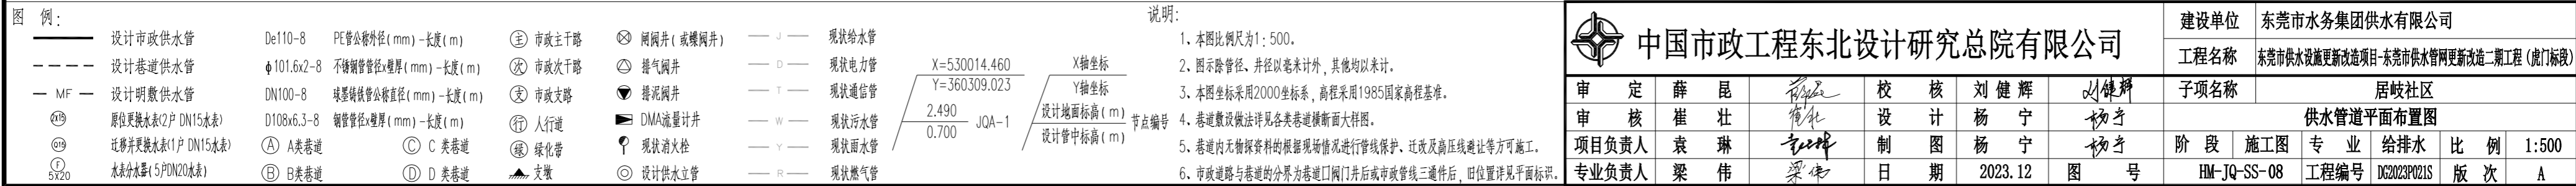 图 例:
设计市政供水管 De110-8 PE管公称外径(mm)-长度(m) 主 市政主干路 闸阀井(或蝶阀井) J 现状给水管
设计巷道供水管 ϕ101.6x2-8 不锈钢管管径x壁厚(mm)-长度(m) 次 市政次干路 排气阀井 D 现状电力管
MF 设计明敷供水管 DN100-8 球墨铸铁管公称直径(mm)-长度(m) 支 市政支路 排泥阀井 T 现状通信管
2x15 原位更换水表(2户 DN15水表) D108x6.3-8 钢管管径x壁厚(mm)-长度(m) 行 人行道 DMA流量计井 W 现状污水管
Q15 迁移并更换水表(1户 DN15水表) A A类巷道 C C 类巷道 绿 绿化带 现状消火栓 Y 现状雨水管
F 5X20 水表分水器(5户DN20水表) B B类巷道 D D 类巷道 支墩 设计供水立管 R 现状燃气管
X=530014.460 X轴坐标
Y=360309.023 Y轴坐标
2.490 JQA-1 设计地面标高(m) 节点编号
0.700 设计管中标高(m)
说明:
1、本图比例尺为1:500。
2、图示除管径、井径以毫米计外,其他均以米计。
3、本图坐标采用2000坐标系,高程采用1985国家高程基准。
4、巷道敷设做法详见各类巷道横断面大样图。
5、巷道内无物探资料的根据现场情况进行管线保护、迁改及高压线避让等方可施工。
6、市政道路与巷道的分界为巷道口阀门井后或市政管线三通件后,旧位置详见平面标识。
中国市政工程东北设计研究总院有限公司
建设单位 东莞市水务集团供水有限公司
工程名称 东莞市供水设施更新改造项目-东莞市供水管网更新改造二期工程(虎门标段)
审 定 薛 昆 校 核 刘健辉 刘健辉 子项名称 居岐社区
审 核 崔 壮 崔壮 设 计 杨 宁 杨宁 供水管道平面布置图
项目负责人 袁 琳 制 图 杨 宁 杨宁 阶 段 施工图 专 业 给排水 比 例 1:500
专业负责人 梁 伟 梁伟 日 期 2023.12 图 号 HM-JQ-SS-08 工程编号 DG2023P021S 版 次 A